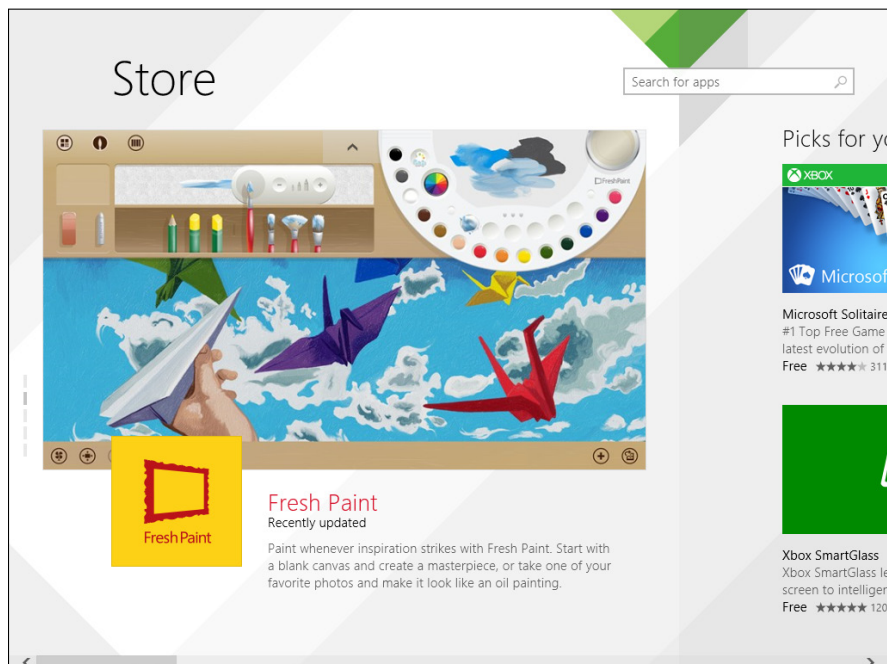 Store
Search for apps
FreshPaint
Fresh Paint
Fresh Paint
Recently updated
Paint whenever inspiration strikes with Fresh Paint. Start with
a blank canvas and create a masterpiece, or take one of your
favorite photos and make it look like an oil painting.
Picks for yo
XBOX
Microsof
Microsoft Solitaire
#1 Top Free Game
latest evolution of
Free ★★★★★ 311
Xbox SmartGlass
Xbox SmartGlass le
screen to intelliger
Free ★★★★★ 120